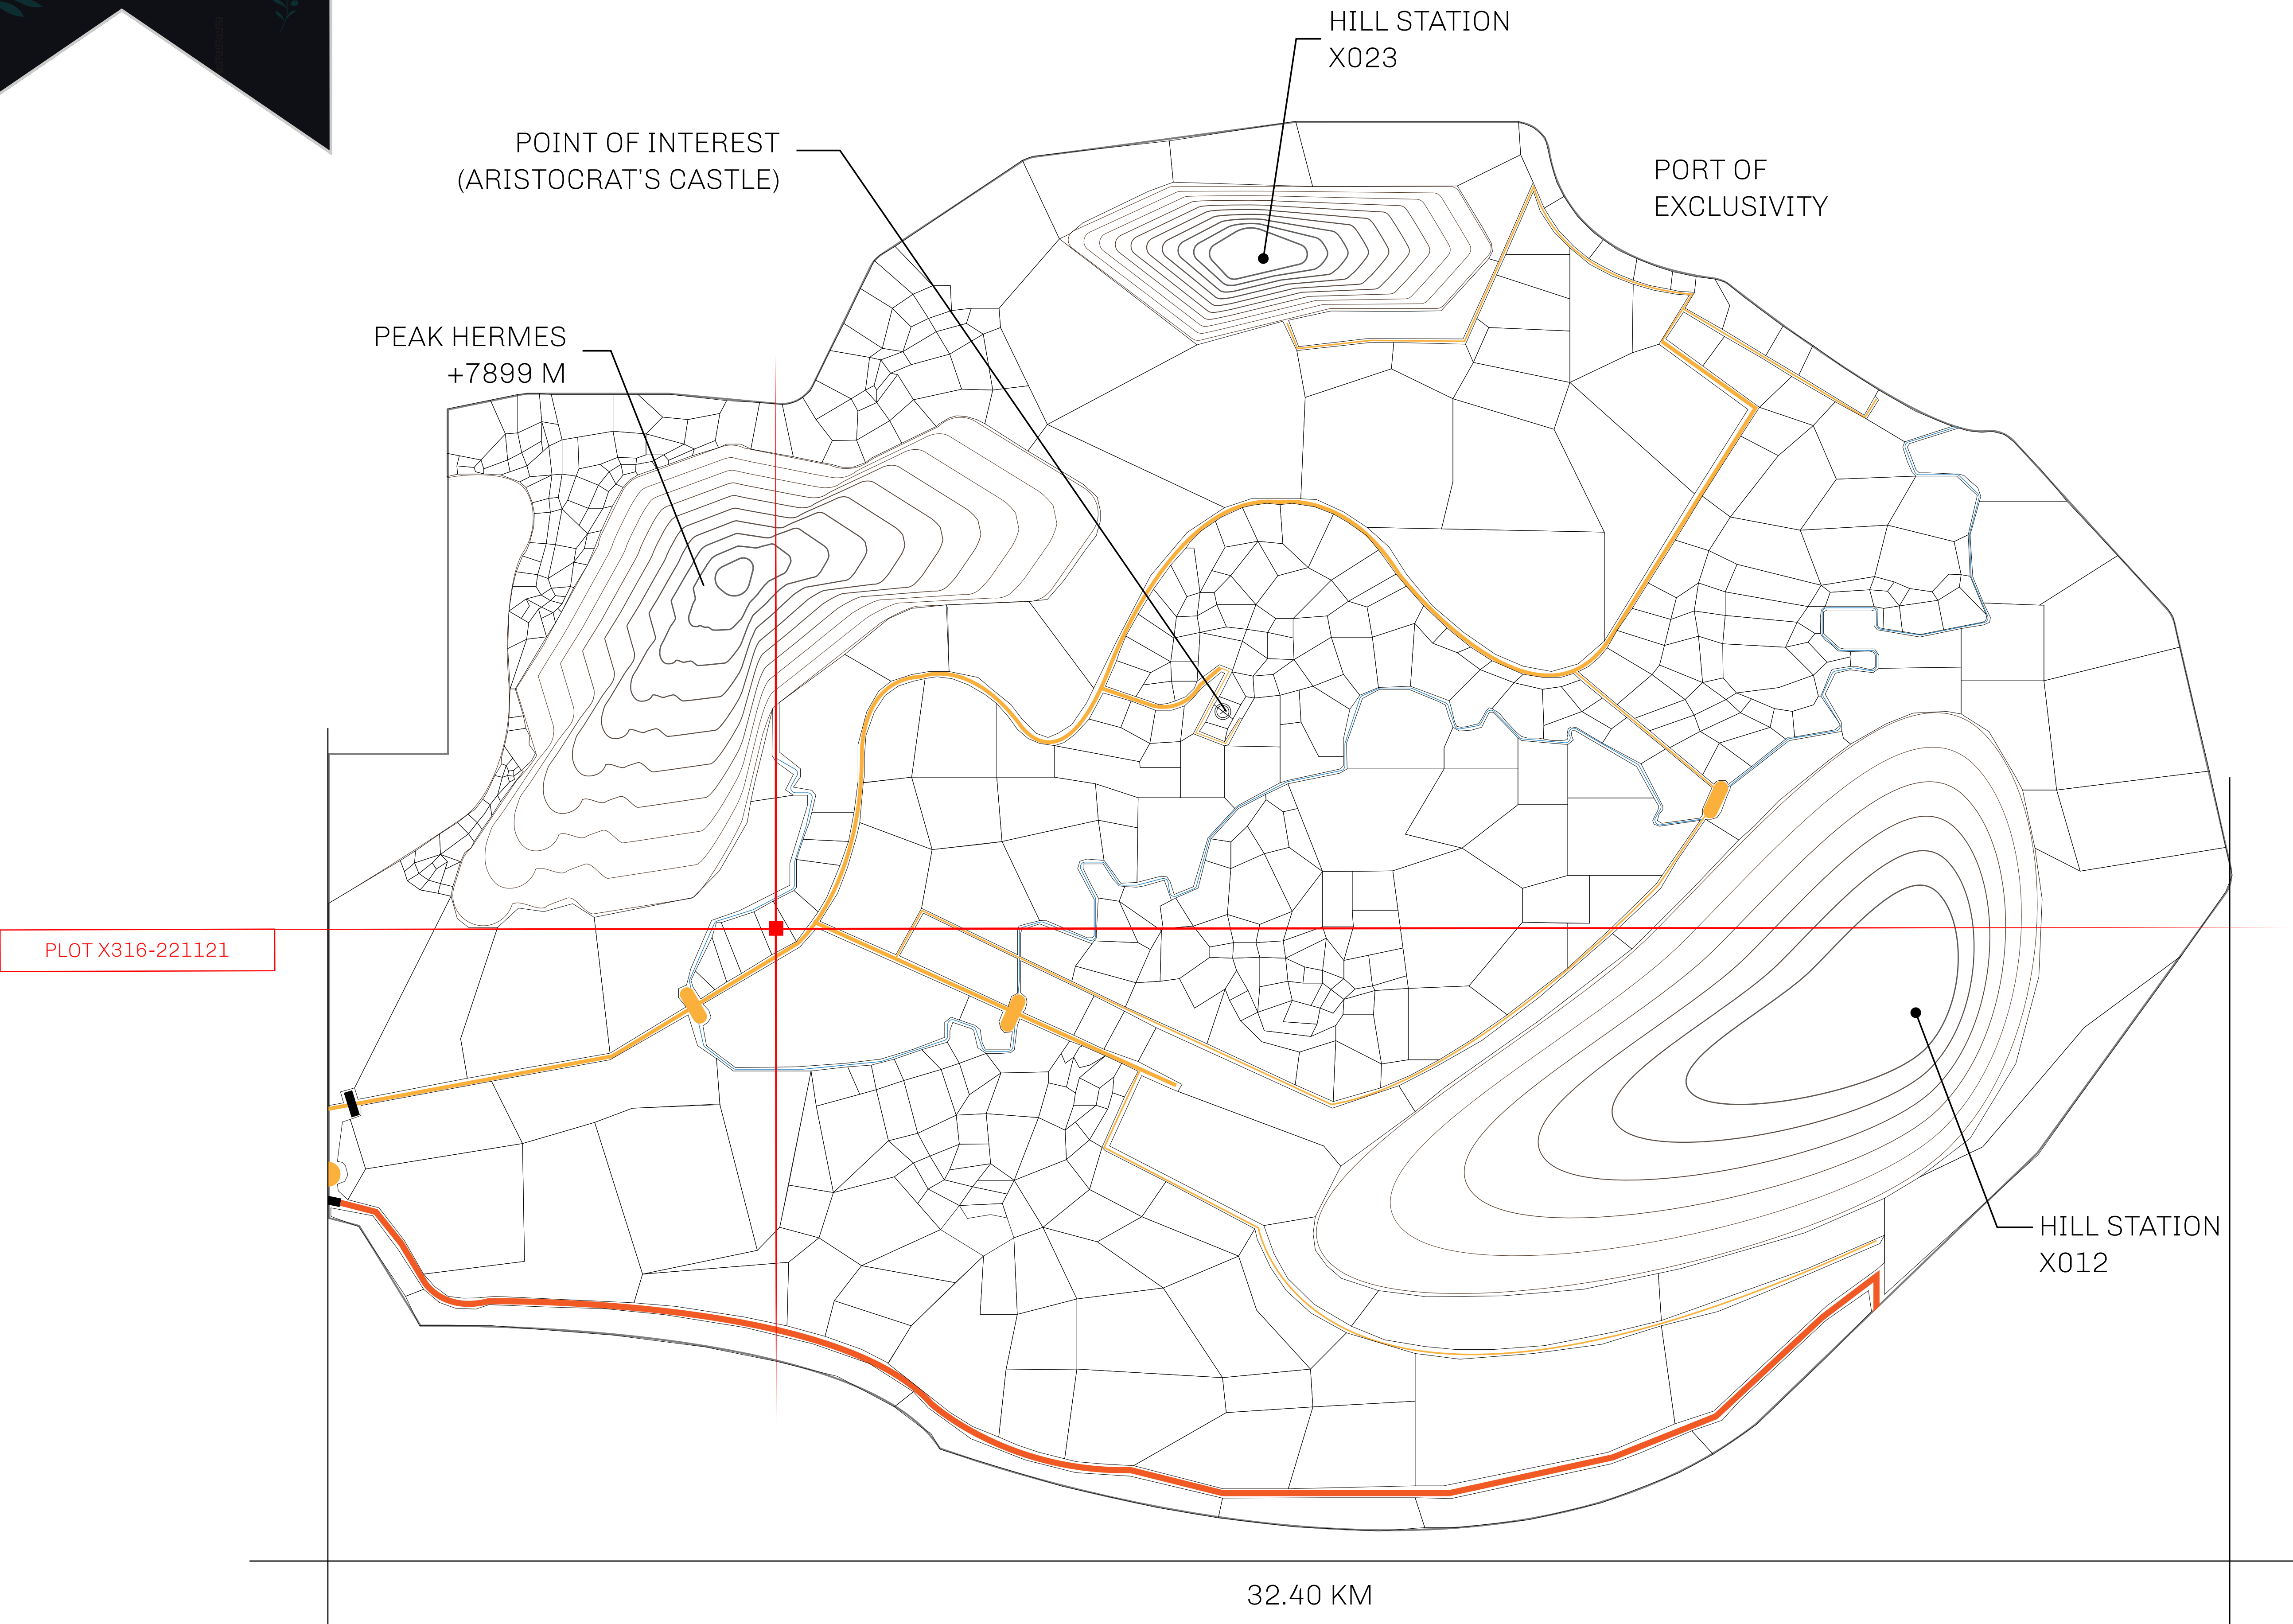 HILL STATION
X023
POINT OF INTEREST
(ARISTOCRAT'S CASTLE)
PORT OF
EXCLUSIVITY
PEAK HERMES
+7899 M
PLOT X316-221121
HILL STATION
X012
32.40 KM